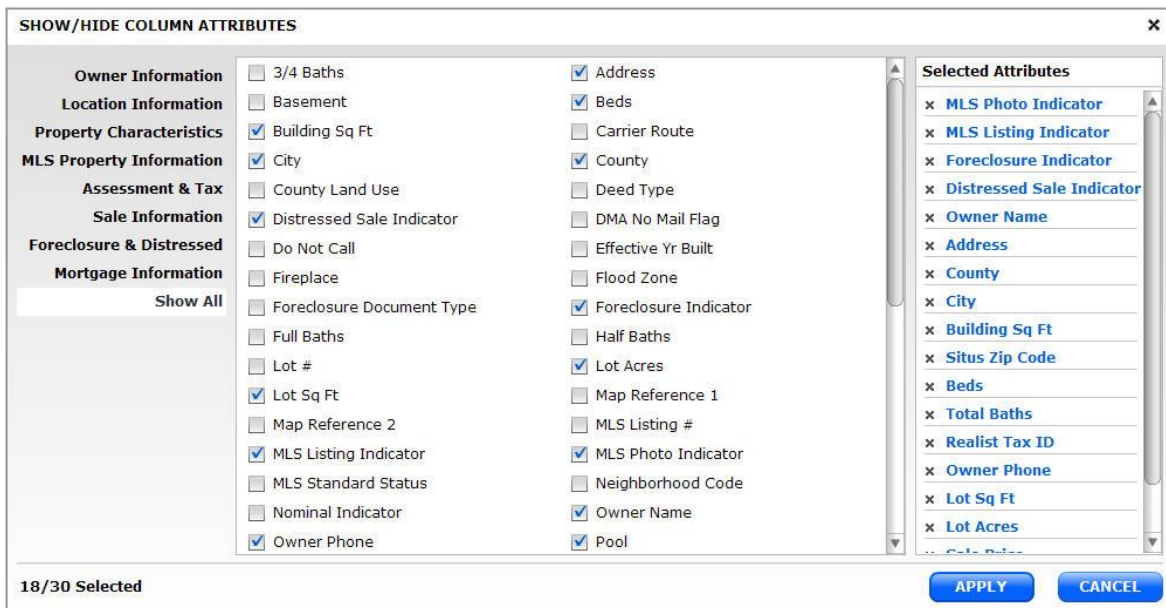 SHOW/HIDE COLUMN ATTRIBUTES
Owner Information
Location Information
Property Characteristics
MLS Property Information
Assessment & Tax
Sale Information
Foreclosure & Distressed
Mortgage Information
Show All
3/4 Baths Address
Basement Beds
Building Sq Ft Carrier Route
City County
County Land Use Deed Type
Distressed Sale Indicator DMA No Mail Flag
Do Not Call Effective Yr Built
Fireplace Flood Zone
Foreclosure Document Type Foreclosure Indicator
Full Baths Half Baths
Lot # Lot Acres
Lot Sq Ft Map Reference 1
Map Reference 2 MLS Listing #
MLS Listing Indicator MLS Photo Indicator
MLS Standard Status Neighborhood Code
Nominal Indicator Owner Name
Owner Phone Pool
Selected Attributes
MLS Photo Indicator
MLS Listing Indicator
Foreclosure Indicator
Distressed Sale Indicator
Owner Name
Address
County
City
Building Sq Ft
Situs Zip Code
Beds
Total Baths
Realist Tax ID
Owner Phone
Lot Sq Ft
Lot Acres
Sale Price
18/30 Selected
APPLY
CANCEL